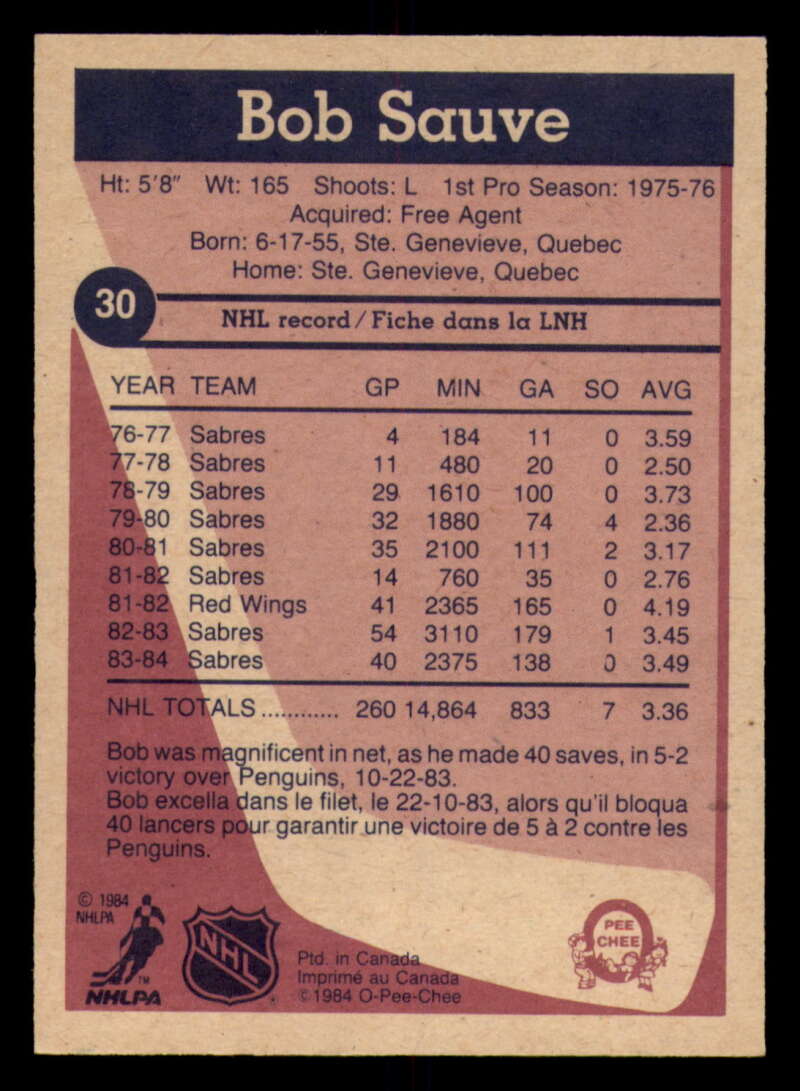 Bob Sauve
Ht: 5'8" Wt: 165 Shoots: L 1st Pro Season: 1975-76
Acquired: Free Agent
Born: 6-17-55, Ste. Genevieve, Quebec
Home: Ste. Genevieve, Quebec
30
NHL record/Fiche dans la LNH
YEAR TEAM GP MIN GA SO AVG
76-77 Sabres 4 184 11 0 3.59
77-78 Sabres 11 480 20 0 2.50
78-79 Sabres 29 1610 100 0 3.73
79-80 Sabres 32 1880 74 4 2.36
80-81 Sabres 35 2100 111 2 3.17
81-82 Sabres 14 760 35 0 2.76
81-82 Red Wings 41 2365 165 0 4.19
82-83 Sabres 54 3110 179 1 3.45
83-84 Sabres 40 2375 138 0 3.49
NHL TOTALS ............ 260 14,864 833 7 3.36
Bob was magnificent in net, as he made 40 saves, in 5-2
victory over Penguins, 10-22-83.
Bob excella dans le filet, le 22-10-83, alors qu'il bloqua
40 lancers pour garantir une victoire de 5 à 2 contre les
Penguins.
© 1984
NHLPA
TM
NHLPA
NHL
®
Ptd. in Canada
Imprimé au Canada
© 1984 O-Pee-Chee
PEE
CHEE